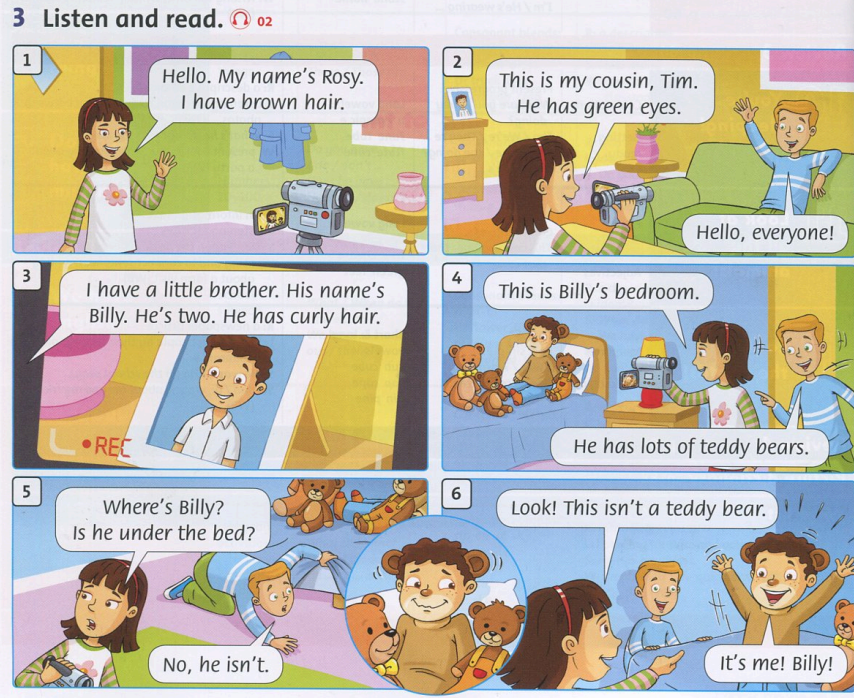 3 Listen and read. 02
1
Hello. My name's Rosy.
I have brown hair.
2
This is my cousin, Tim.
He has green eyes.
Hello, everyone!
3
I have a little brother. His name's
Billy. He's two. He has curly hair.
REC
4
This is Billy's bedroom.
He has lots of teddy bears.
5
Where's Billy?
Is he under the bed?
No, he isn't.
6
Look! This isn't a teddy bear.
It's me! Billy!